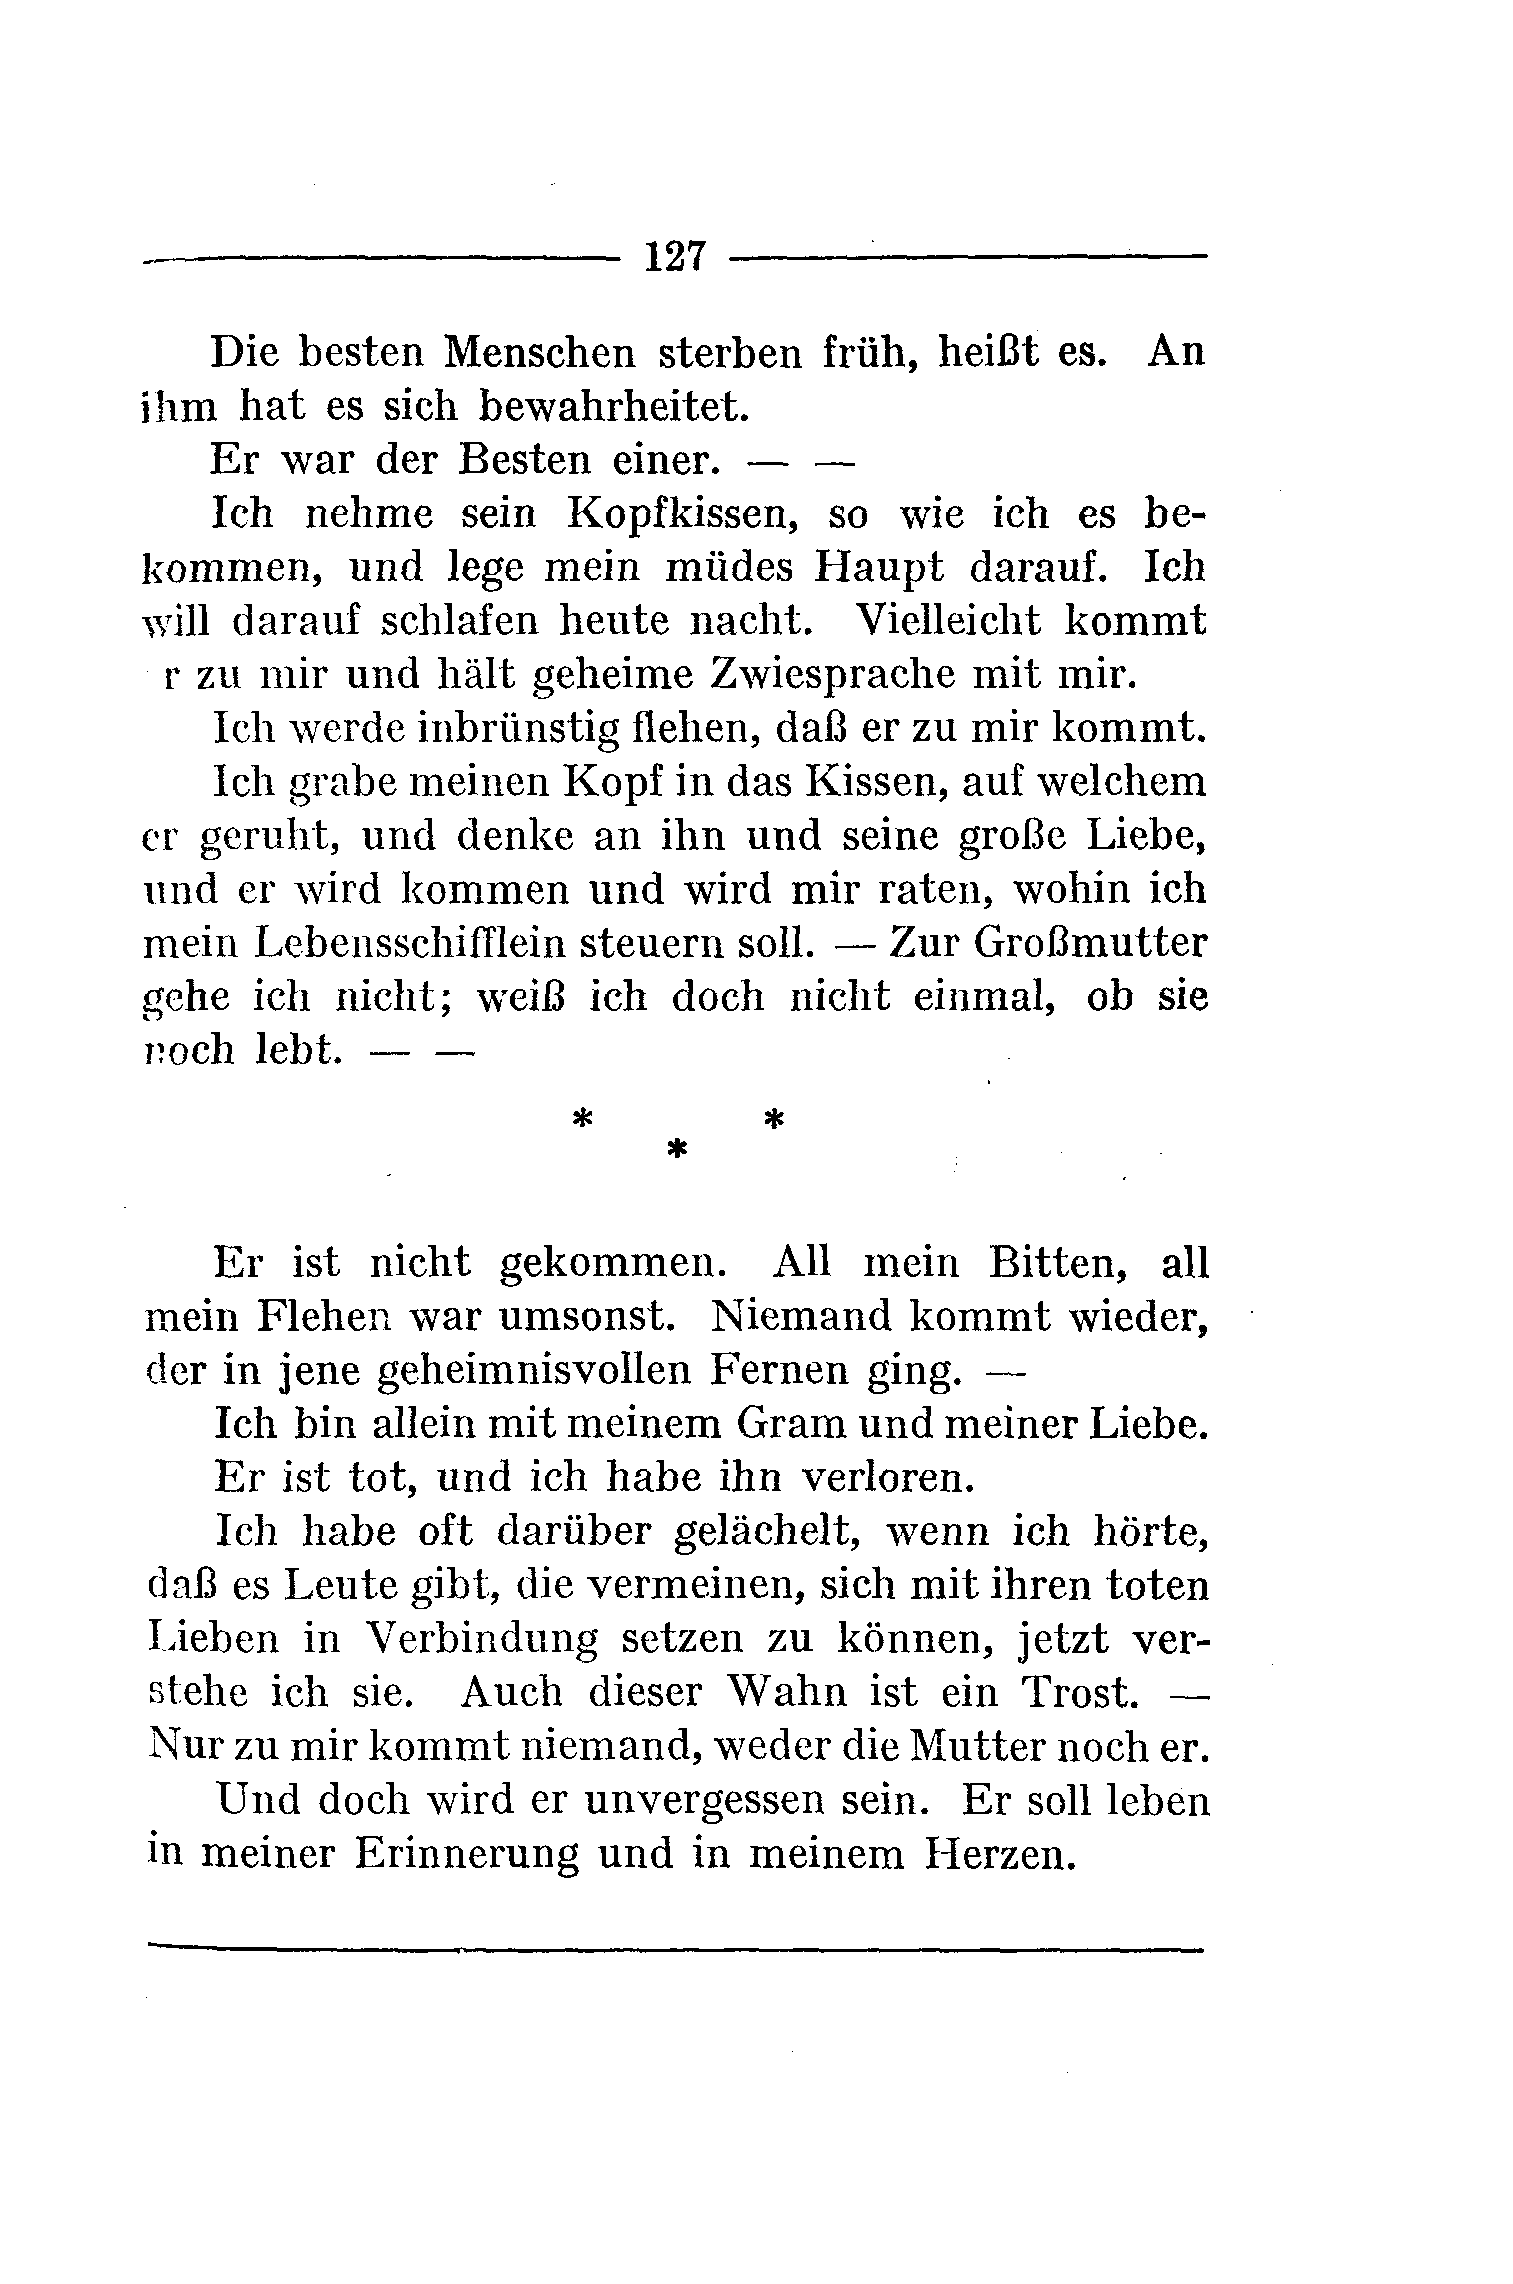 127
Die besten Menschen sterben früh, heißt es. An
ihm hat es sich bewahrheitet.
Er war der Besten einer. — —
Ich nehme sein Kopfkissen, so wie ich es be-
kommen, und lege mein müdes Haupt darauf. Ich
will darauf schlafen heute nacht. Vielleicht kommt
r zu mir und hält geheime Zwiesprache mit mir.
Ich werde inbrünstig flehen, daß er zu mir kommt.
Ich grabe meinen Kopf in das Kissen, auf welchem
er geruht, und denke an ihn und seine große Liebe,
und er wird kommen und wird mir raten, wohin ich
mein Lebensschifflein steuern soll. — Zur Großmutter
gehe ich nicht; weiß ich doch nicht einmal, ob sie
noch lebt. — —
* *
*
Er ist nicht gekommen. All mein Bitten, all
mein Flehen war umsonst. Niemand kommt wieder,
der in jene geheimnisvollen Fernen ging. —
Ich bin allein mit meinem Gram und meiner Liebe.
Er ist tot, und ich habe ihn verloren.
Ich habe oft darüber gelächelt, wenn ich hörte,
daß es Leute gibt, die vermeinen, sich mit ihren toten
Lieben in Verbindung setzen zu können, jetzt ver-
stehe ich sie. Auch dieser Wahn ist ein Trost. —
Nur zu mir kommt niemand, weder die Mutter noch er.
Und doch wird er unvergessen sein. Er soll leben
in meiner Erinnerung und in meinem Herzen.